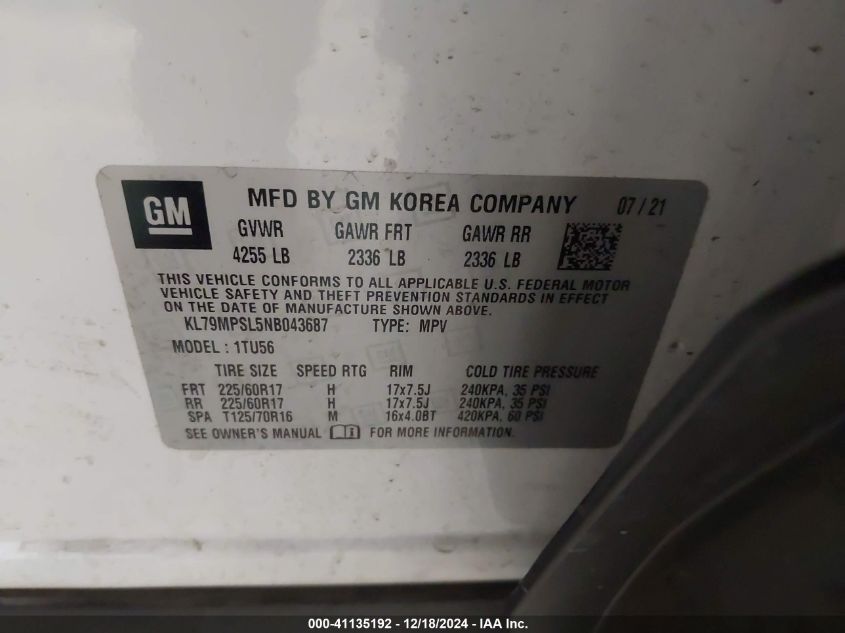 GM
MFD BY GM KOREA COMPANY 07 / 21
GVWR GAWR FRT GAWR RR
4255 LB 2336 LB 2336 LB
THIS VEHICLE CONFORMS TO ALL APPLICABLE U.S. FEDERAL MOTOR
VEHICLE SAFETY AND THEFT PREVENTION STANDARDS IN EFFECT
ON THE DATE OF MANUFACTURE SHOWN ABOVE.
KL79MPSL5NB043687 TYPE: MPV
MODEL : 1TU56
TIRE SIZE SPEED RTG RIM COLD TIRE PRESSURE
FRT 225/60R17 H 17x7.5J 240KPA, 35 PSI
RR 225/60R17 H 17x7.5J 240KPA, 35 PSI
SPA T125/70R16 M 16x4.0BT 420KPA, 60 PSI
SEE OWNER'S MANUAL FOR MORE INFORMATION.
000-41135192 - 12/18/2024 - IAA